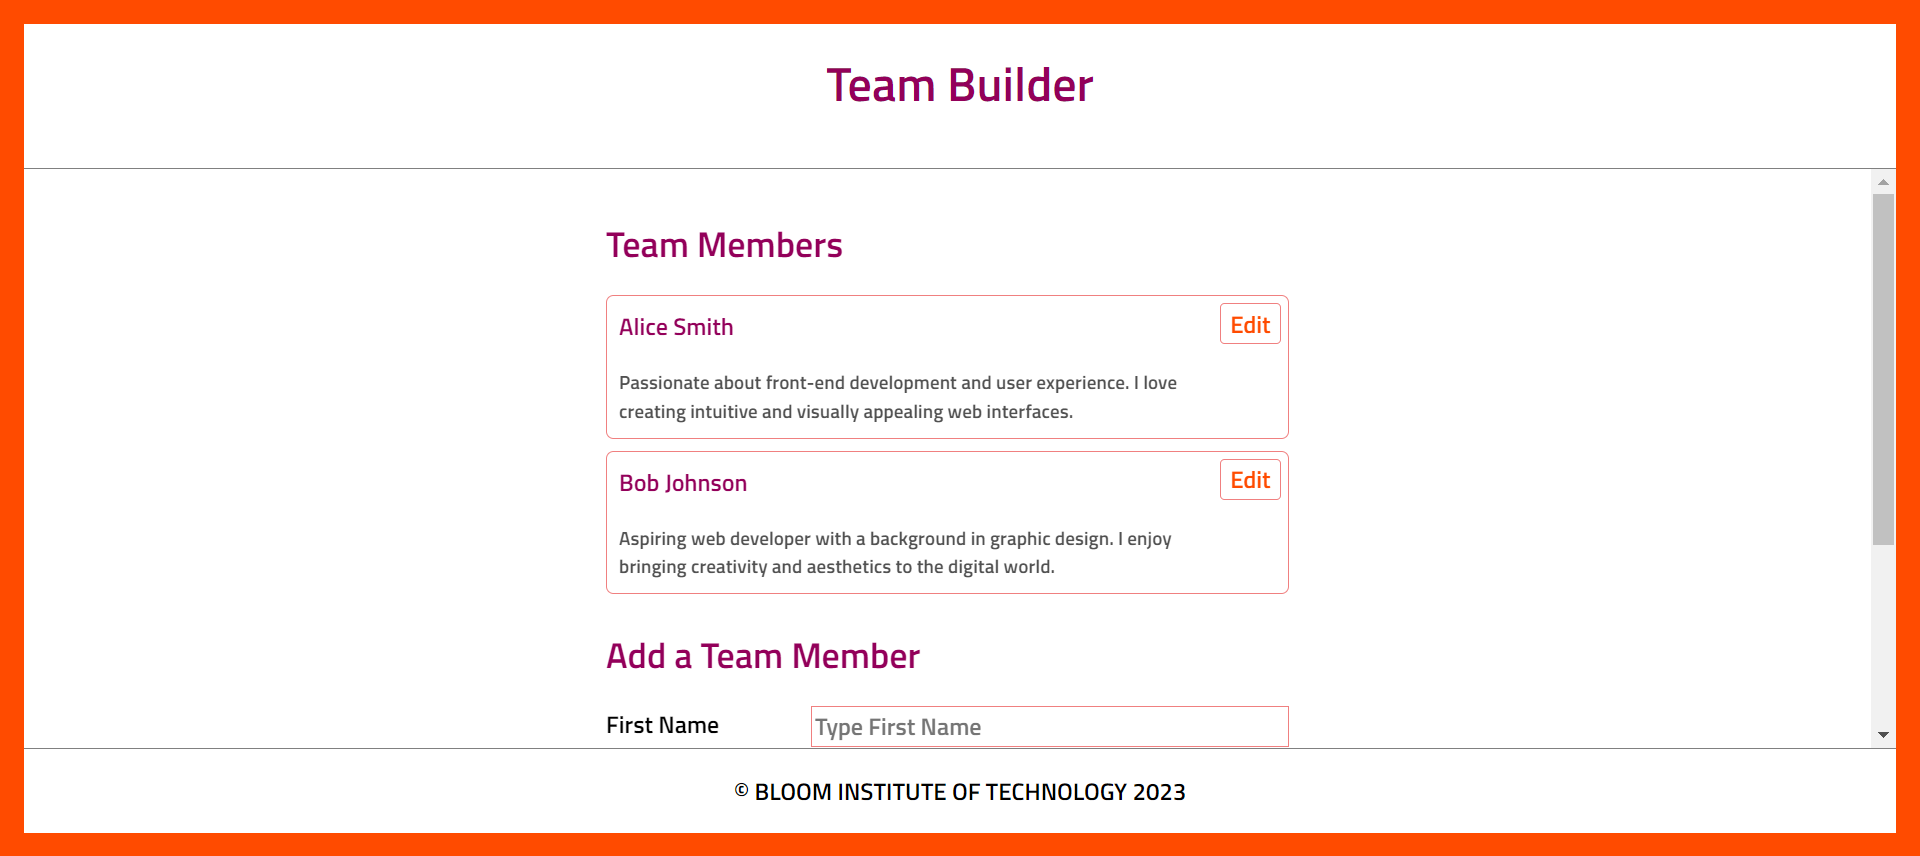 Team Builder
Team Members
Alice Smith
Edit
Passionate about front-end development and user experience. I love
creating intuitive and visually appealing web interfaces.
Bob Johnson
Edit
Aspiring web developer with a background in graphic design. I enjoy
bringing creativity and aesthetics to the digital world.
Add a Team Member
First Name
Type First Name
© BLOOM INSTITUTE OF TECHNOLOGY 2023